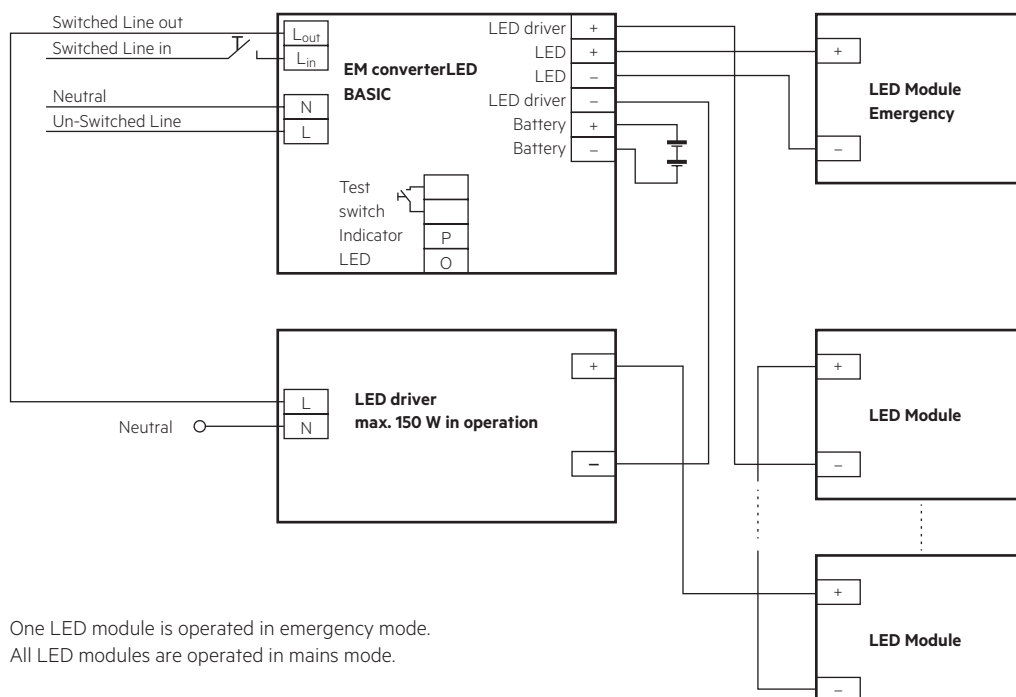 Switched Line out
Switched Line in
Neutral
Un-Switched Line
Lout
Lin
N
L
EM converterLED
BASIC
Test
switch
Indicator
LED
P
O
LED driver +
LED +
LED –
LED driver –
Battery +
Battery –
+
–
LED Module
Emergency
L
N
Neutral
LED driver
max. 150 W in operation
+
–
+
–
LED Module
+
–
LED Module
One LED module is operated in emergency mode.
All LED modules are operated in mains mode.